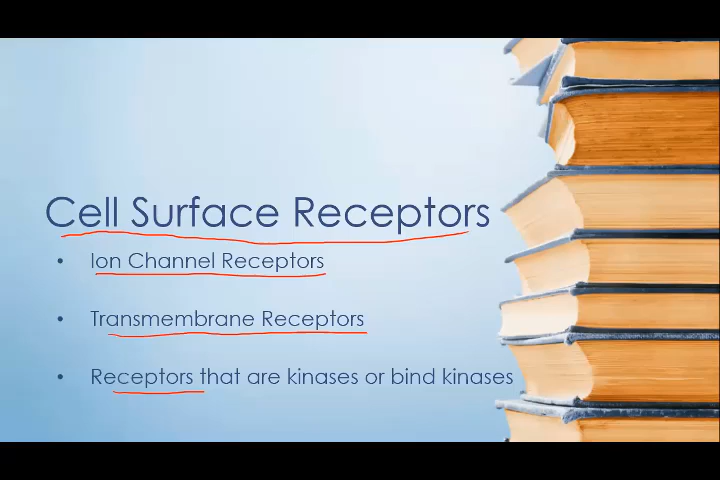 Cell Surface Receptors
• Ion Channel Receptors
• Transmembrane Receptors
• Receptors that are kinases or bind kinases